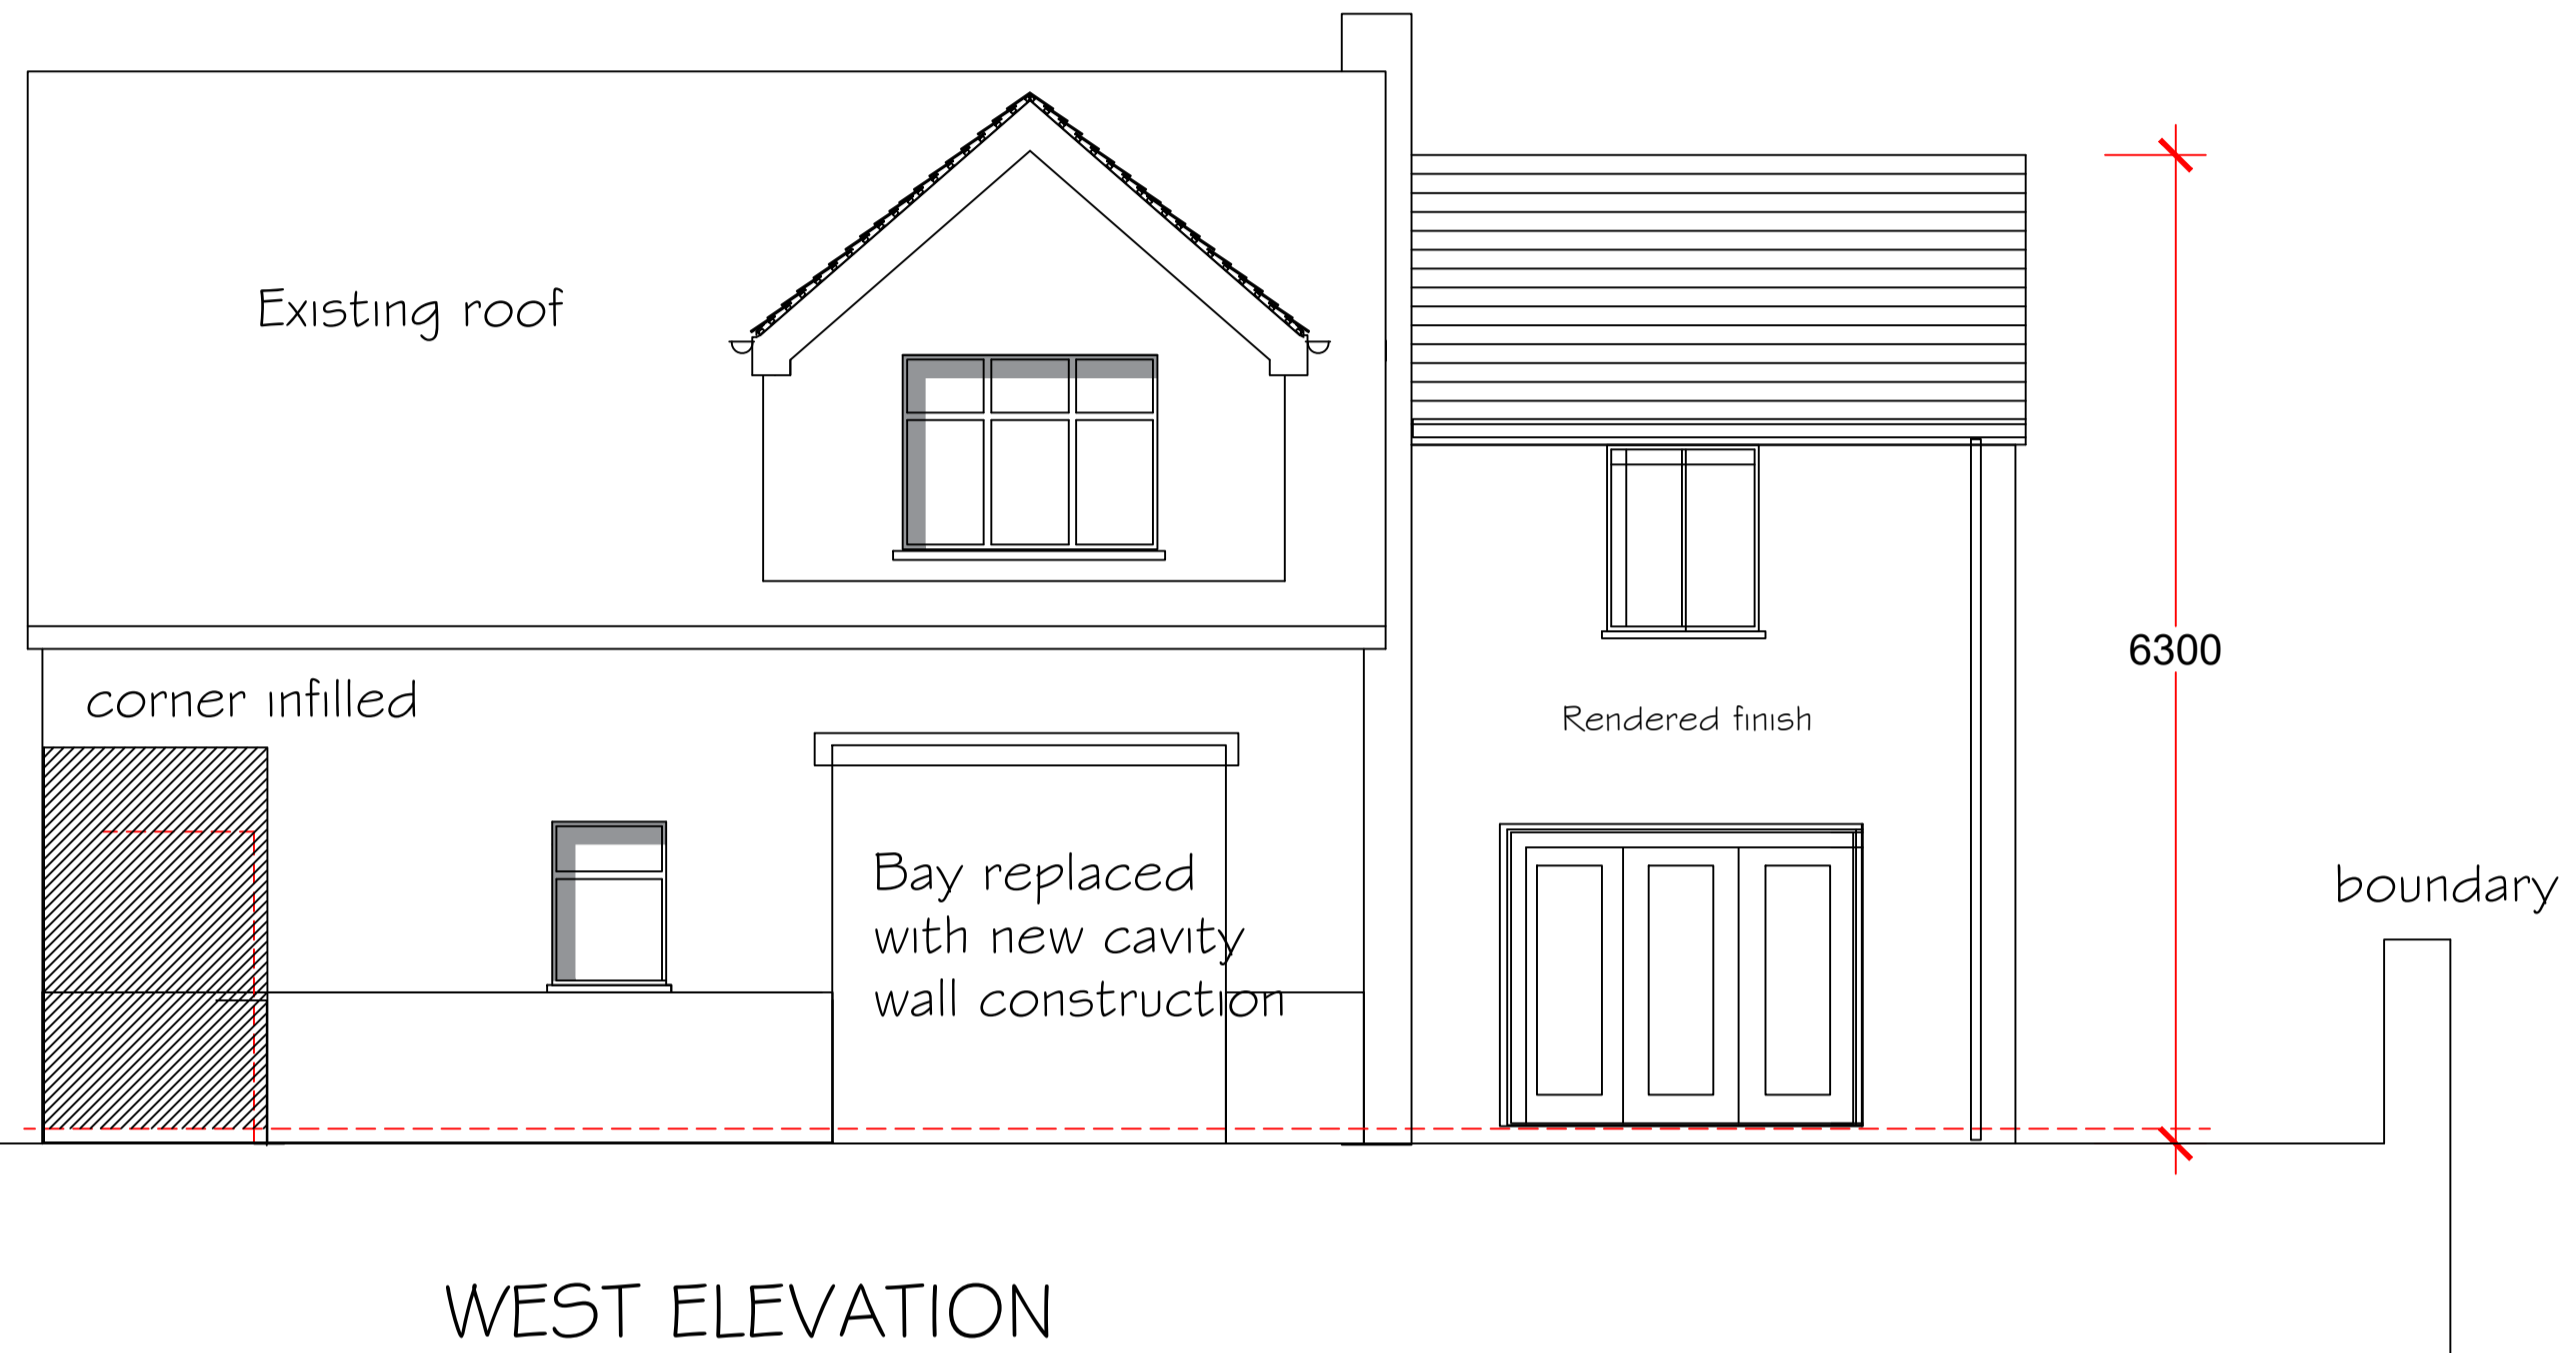 Existing roof
corner infilled
6300
Rendered finish
Bay replaced
with new cavity
wall construction
boundary
WEST ELEVATION